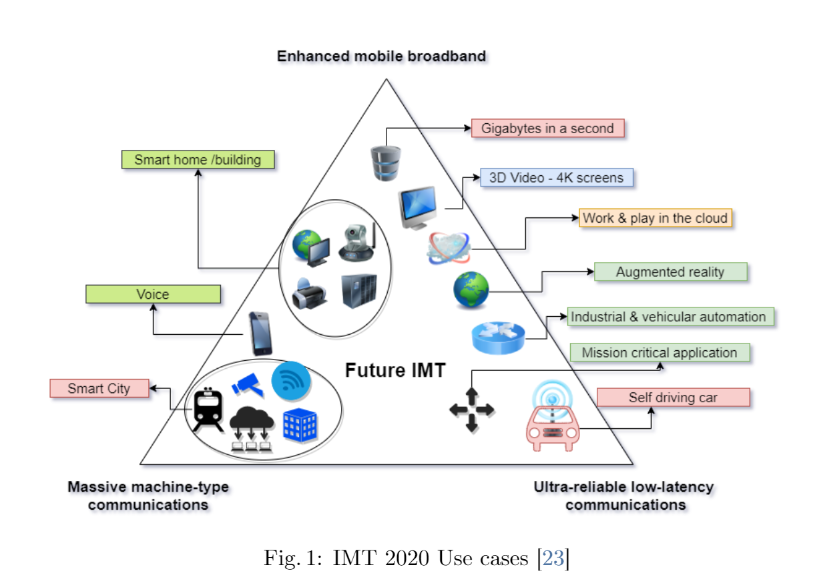 Enhanced mobile broadband
Gigabytes in a second
Smart home /building
3D Video - 4K screens
Work & play in the cloud
Augmented reality
Voice
Industrial & vehicular automation
Mission critical application
Future IMT
Smart City
Self driving car
Massive machine-type
communications
Ultra-reliable low-latency
communications
Fig. 1: IMT 2020 Use cases [23]